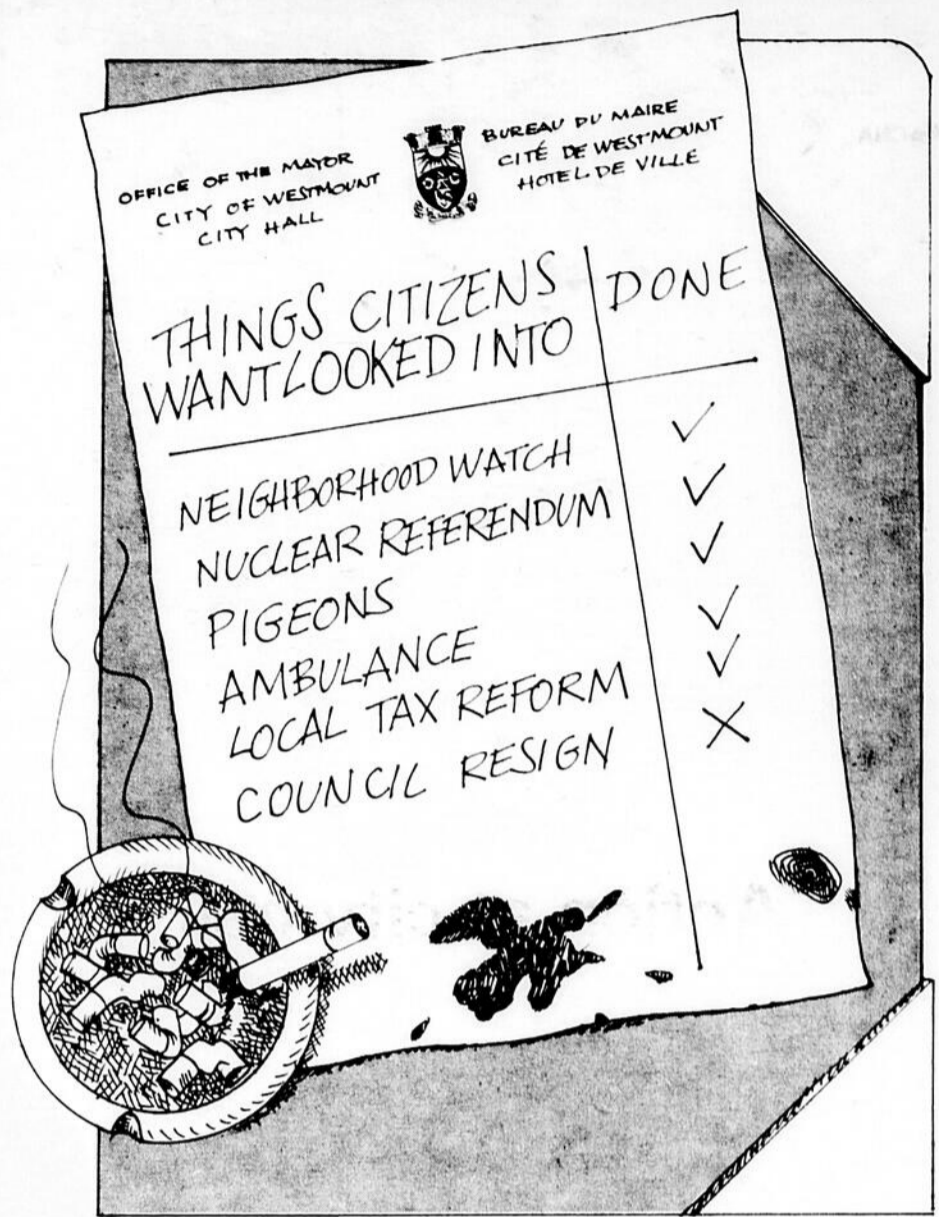 OFFICE OF THE MAYOR
CITY OF WESTMOUNT
CITY HALL
BUREAU DU MAIRE
CITÉ DE WESTMOUNT
HOTEL DE VILLE
THINGS CITIZENS
WANT LOOKED INTO
DONE
NEIGHBORHOOD WATCH ✓
NUCLEAR REFERENDUM ✓
PIGEONS ✓
AMBULANCE ✓
LOCAL TAX REFORM ✓
COUNCIL RESIGN X